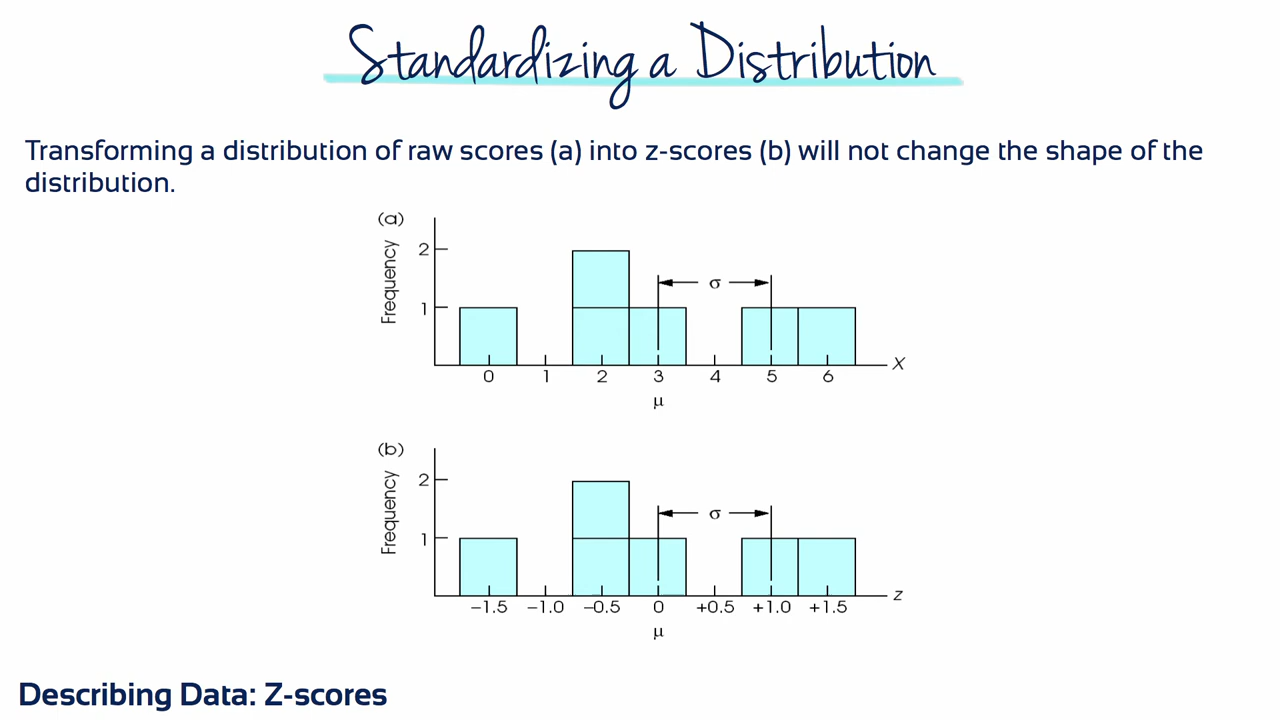 Standardizing a Distribution
Transforming a distribution of raw scores (a) into z-scores (b) will not change the shape of the
distribution.
(a)
Frequency
2
1
σ
0 1 2 3 4 5 6
X
μ
(b)
Frequency
2
1
σ
−1.5 −1.0 −0.5 0 +0.5 +1.0 +1.5
z
μ
Describing Data: Z-scores